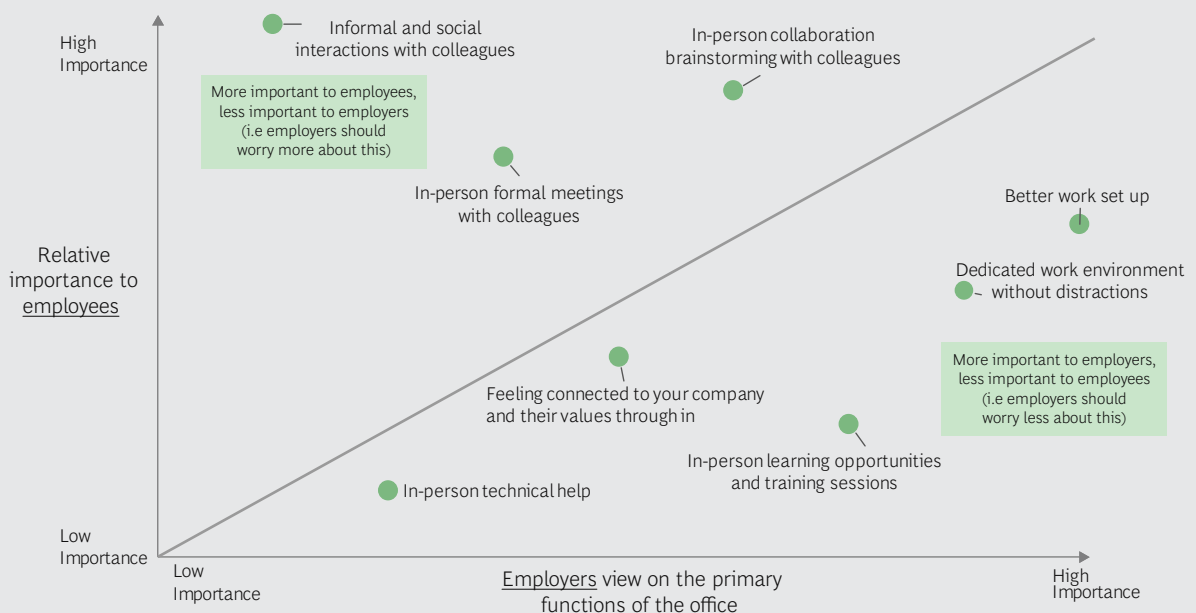 High
Importance
Informal and social
interactions with colleagues
In-person collaboration
brainstorming with colleagues
More important to employees,
less important to employers
(i.e employers should
worry more about this)
In-person formal meetings
with colleagues
Better work set up
Relative
importance to
employees
Dedicated work environment
without distractions
More important to employers,
less important to employees
(i.e employers should
worry less about this)
Feeling connected to your company
and their values through in
In-person learning opportunities
and training sessions
In-person technical help
Low
Importance
Low
Importance
Employers view on the primary
functions of the office
High
Importance